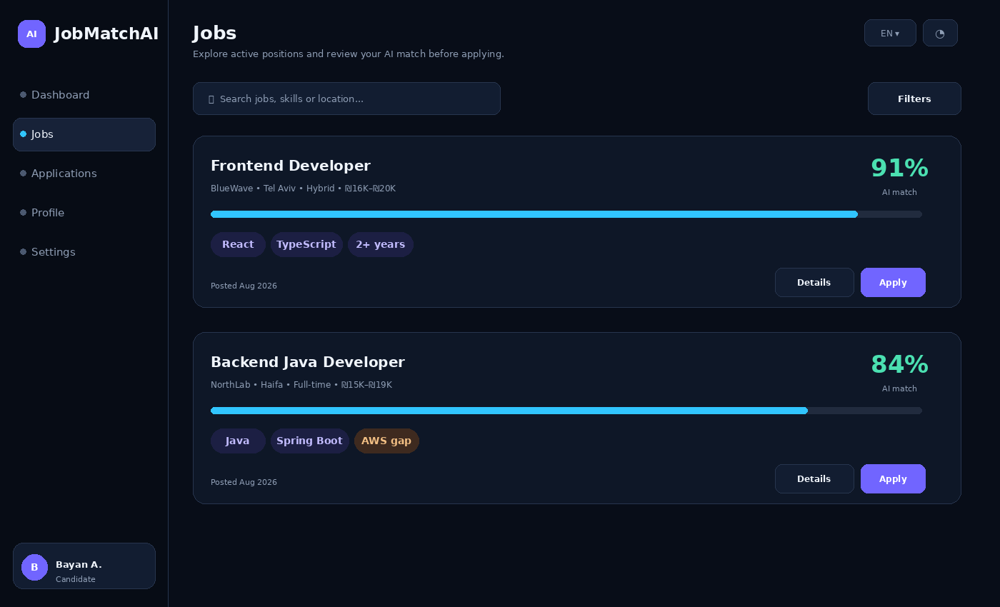 AI JobMatchAI
Dashboard
Jobs
Applications
Profile
Settings
B Bayan A.
Candidate
Jobs
Explore active positions and review your AI match before applying.
EN ▾ ◔
Search jobs, skills or location...
Filters
Frontend Developer
BlueWave • Tel Aviv • Hybrid • ₪16K–₪20K
91%
AI match
React TypeScript 2+ years
Posted Aug 2026
Details Apply
Backend Java Developer
NorthLab • Haifa • Full-time • ₪15K–₪19K
84%
AI match
Java Spring Boot AWS gap
Posted Aug 2026
Details Apply